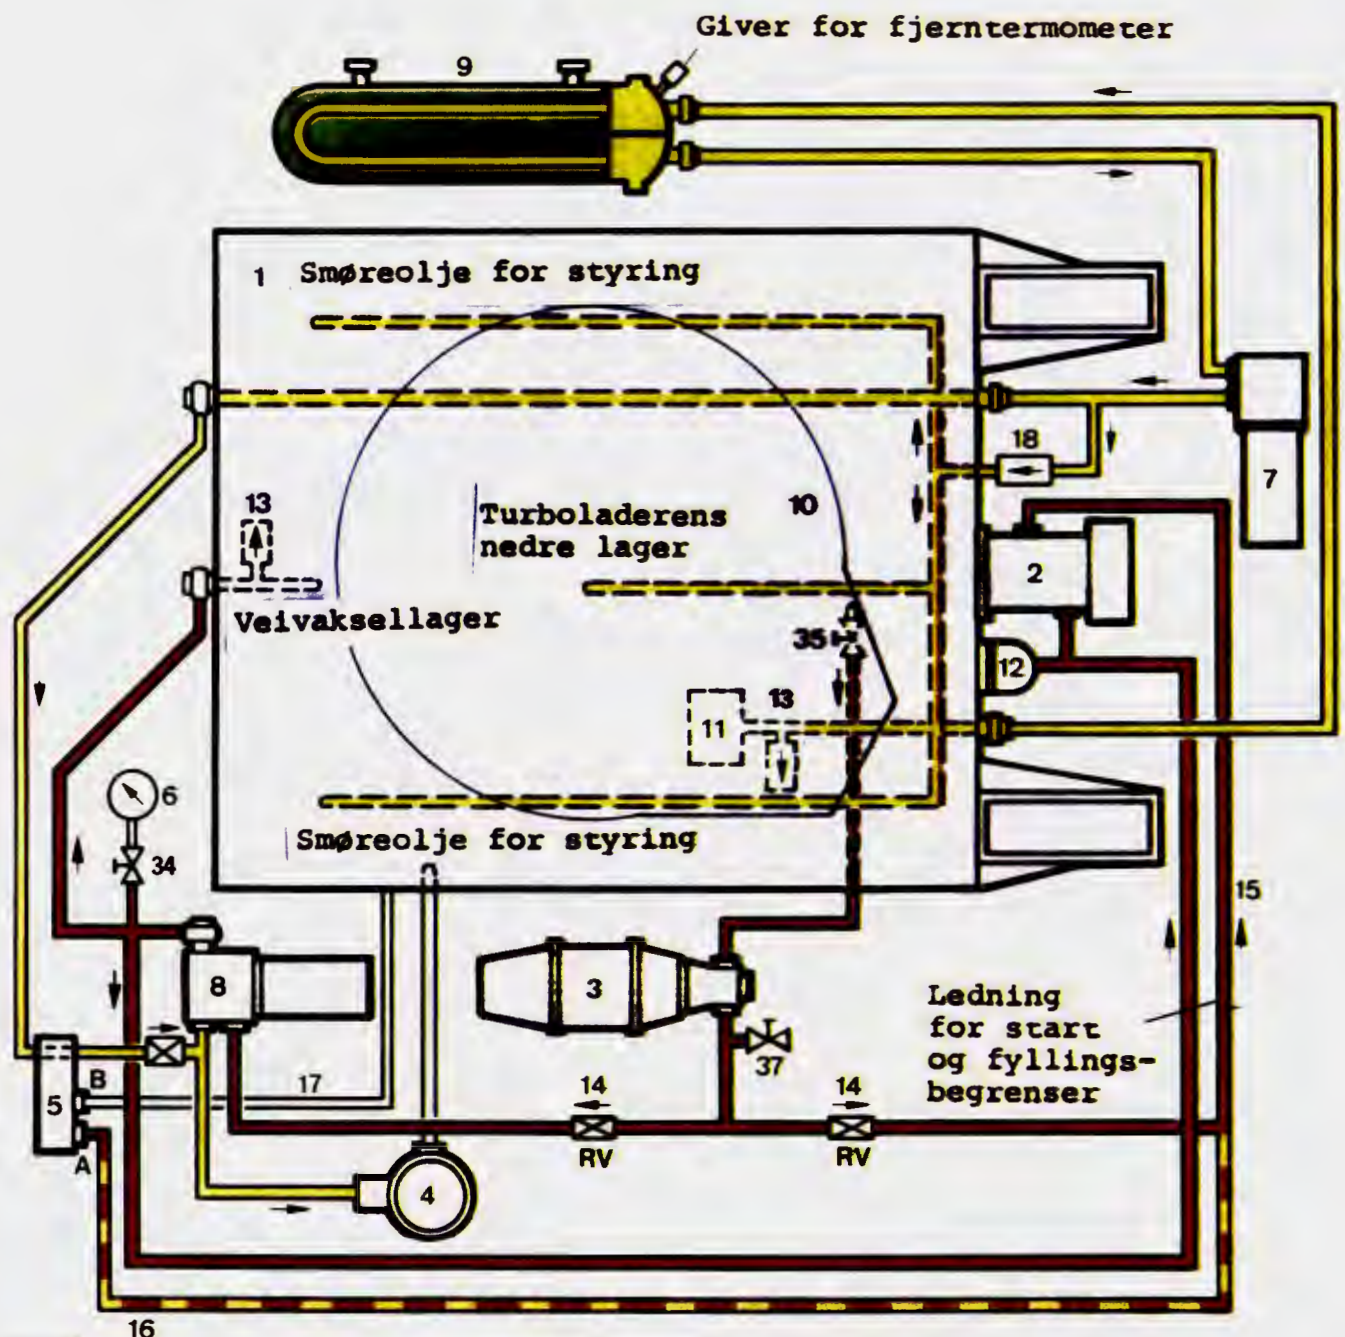 Giver for fjerntermometer
9
1 Smøreolje for styring
18
7
13
10
Turboladerens
nedre lager
2
Veivaksellager
35
12
13
11
6
Smøreolje for styring
34
15
8
3
Ledning
for start
og fyllings-
begrenser
37
B
17
14
14
5
A
RV
RV
4
16